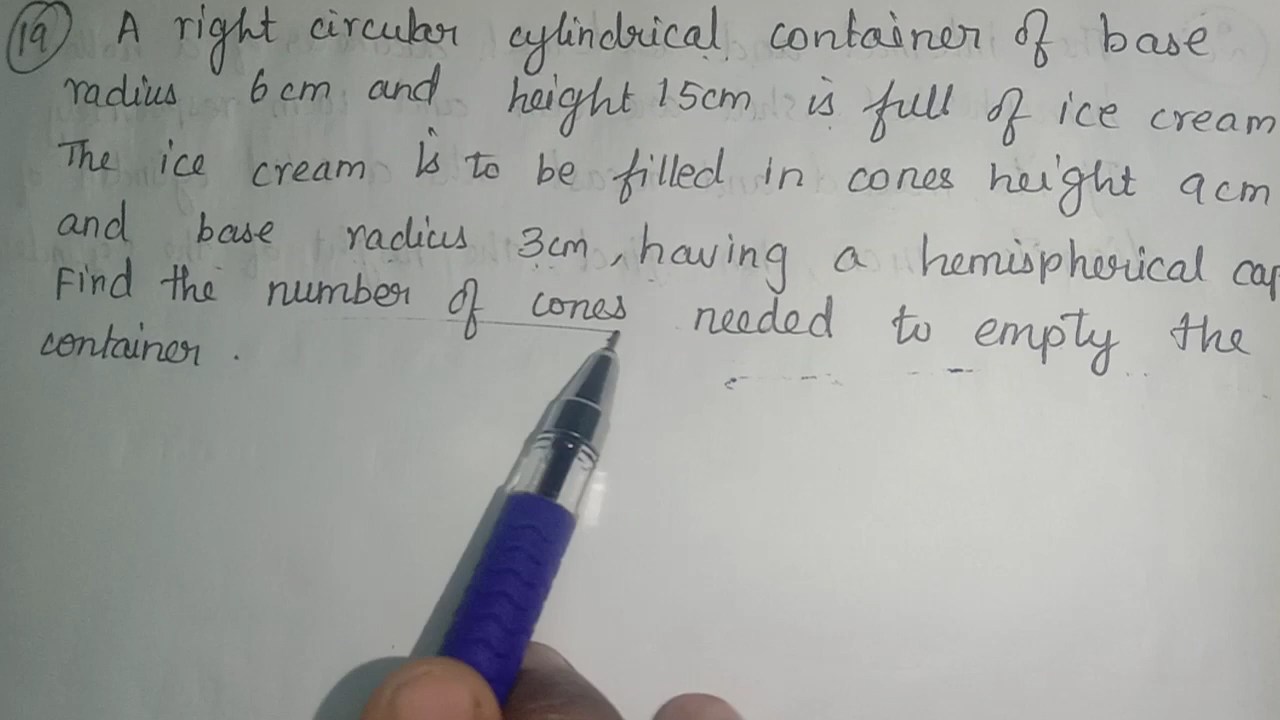 19 A right circular cylindrical container of base
radius 6cm and height 15cm is full of ice cream
The ice cream is to be filled in cones height 9cm
and base radius 3cm, having a hemispherical cap
Find the number of cones needed to empty the
container.